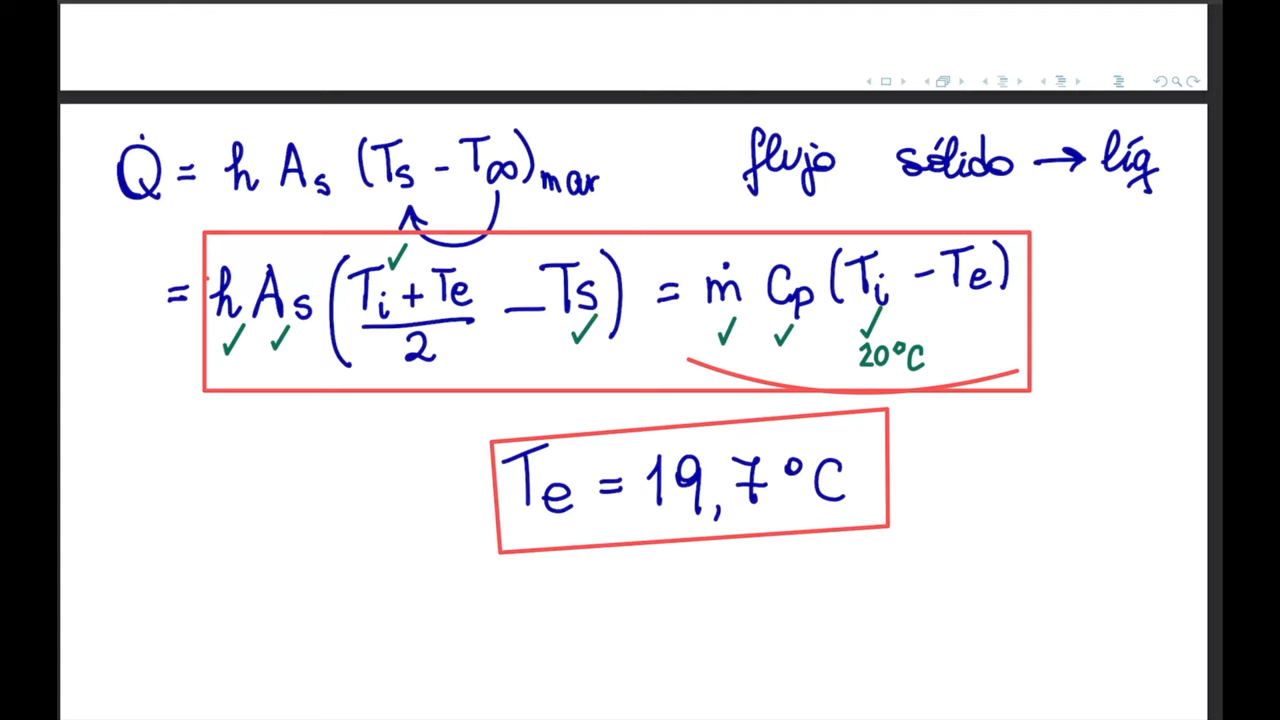 Q̇ = h As (Ts - T∞)mar flujo sólido → líq
= h As ( (Ti + Te)/2 - Ts ) = ṁ Cp (Ti - Te)
✓ ✓ ✓ ✓ ✓ ✓ ✓
20°C
Te = 19,7°C